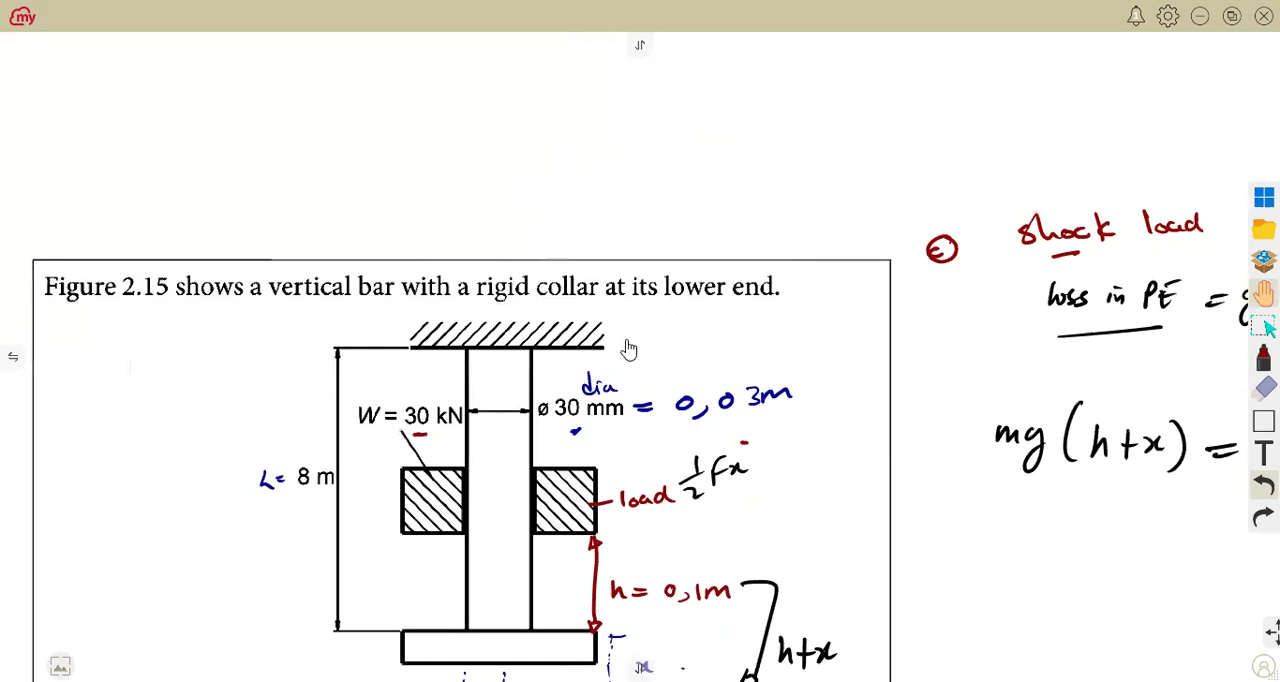 my
Figure 2.15 shows a vertical bar with a rigid collar at its lower end.
W = 30 kN
dia
ø 30 mm = 0,03m
L = 8 m
load
1/2 Fx
h = 0,1m
h+x
shock load
loss in PE =
mg (h+x) =
T